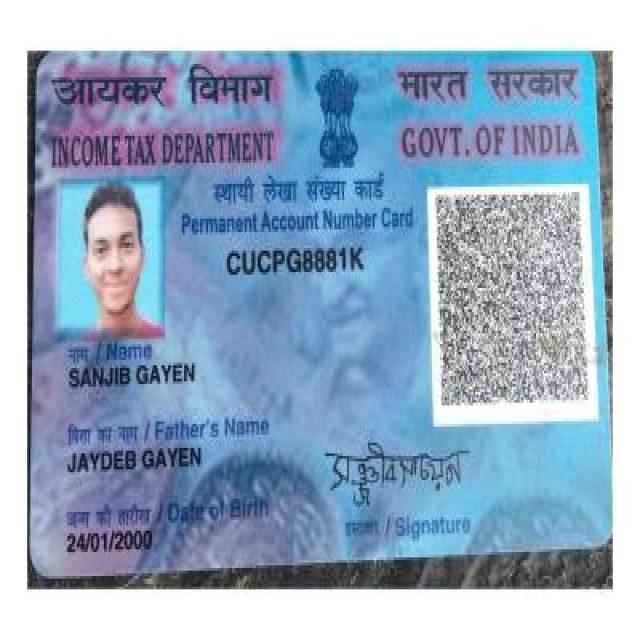 आयकर विभाग
INCOME TAX DEPARTMENT
भारत सरकार
GOVT. OF INDIA
स्थायी लेखा संख्या कार्ड
Permanent Account Number Card
CUCPG8881K
नाम / Name
SANJIB GAYEN
पिता का नाम / Father's Name
JAYDEB GAYEN
जन्म की तारीख / Date of Birth
24/01/2000
हस्ताक्षर / Signature